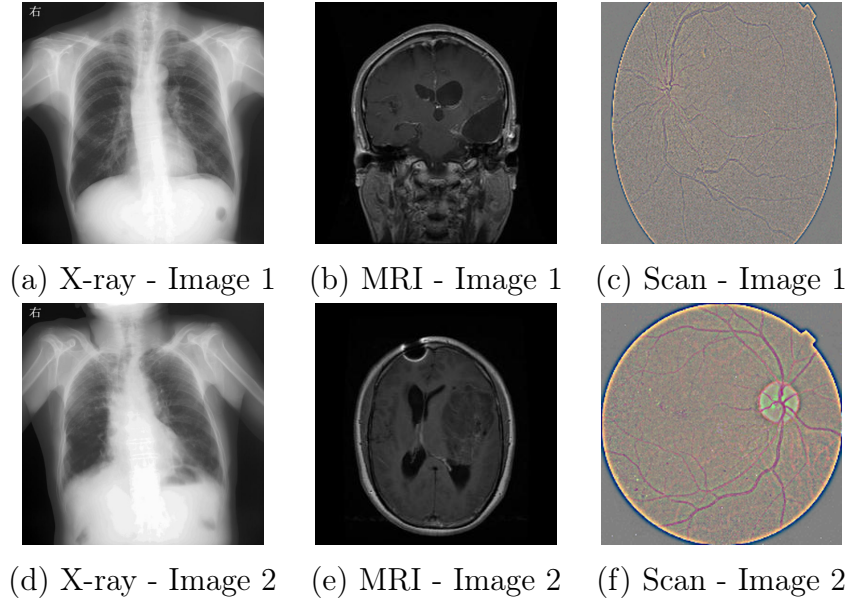 右
(a) X-ray - Image 1
(b) MRI - Image 1
(c) Scan - Image 1
右
(d) X-ray - Image 2
(e) MRI - Image 2
(f) Scan - Image 2